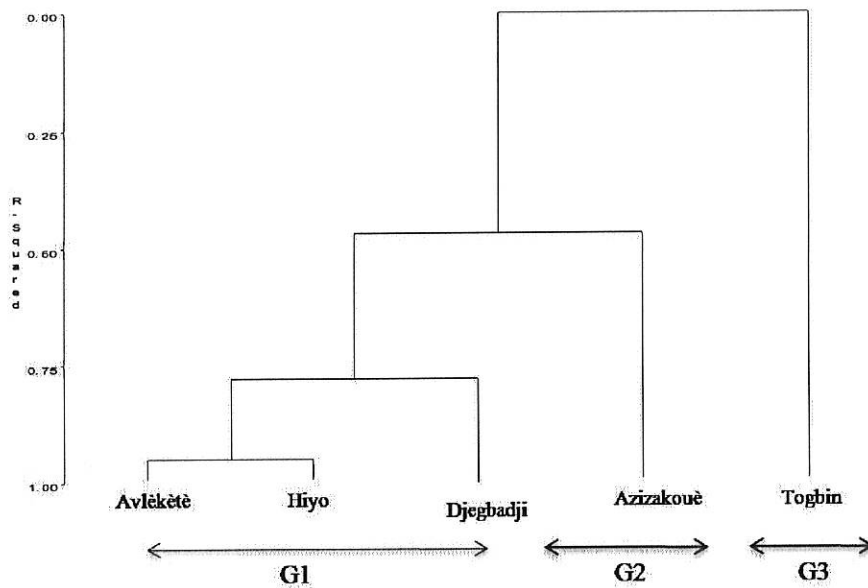 0.00
0.25
R-Squared
0.50
0.75
1.00
Avlèkètè Hiyo Djegbadji Azizakouè Togbin
G1 G2 G3